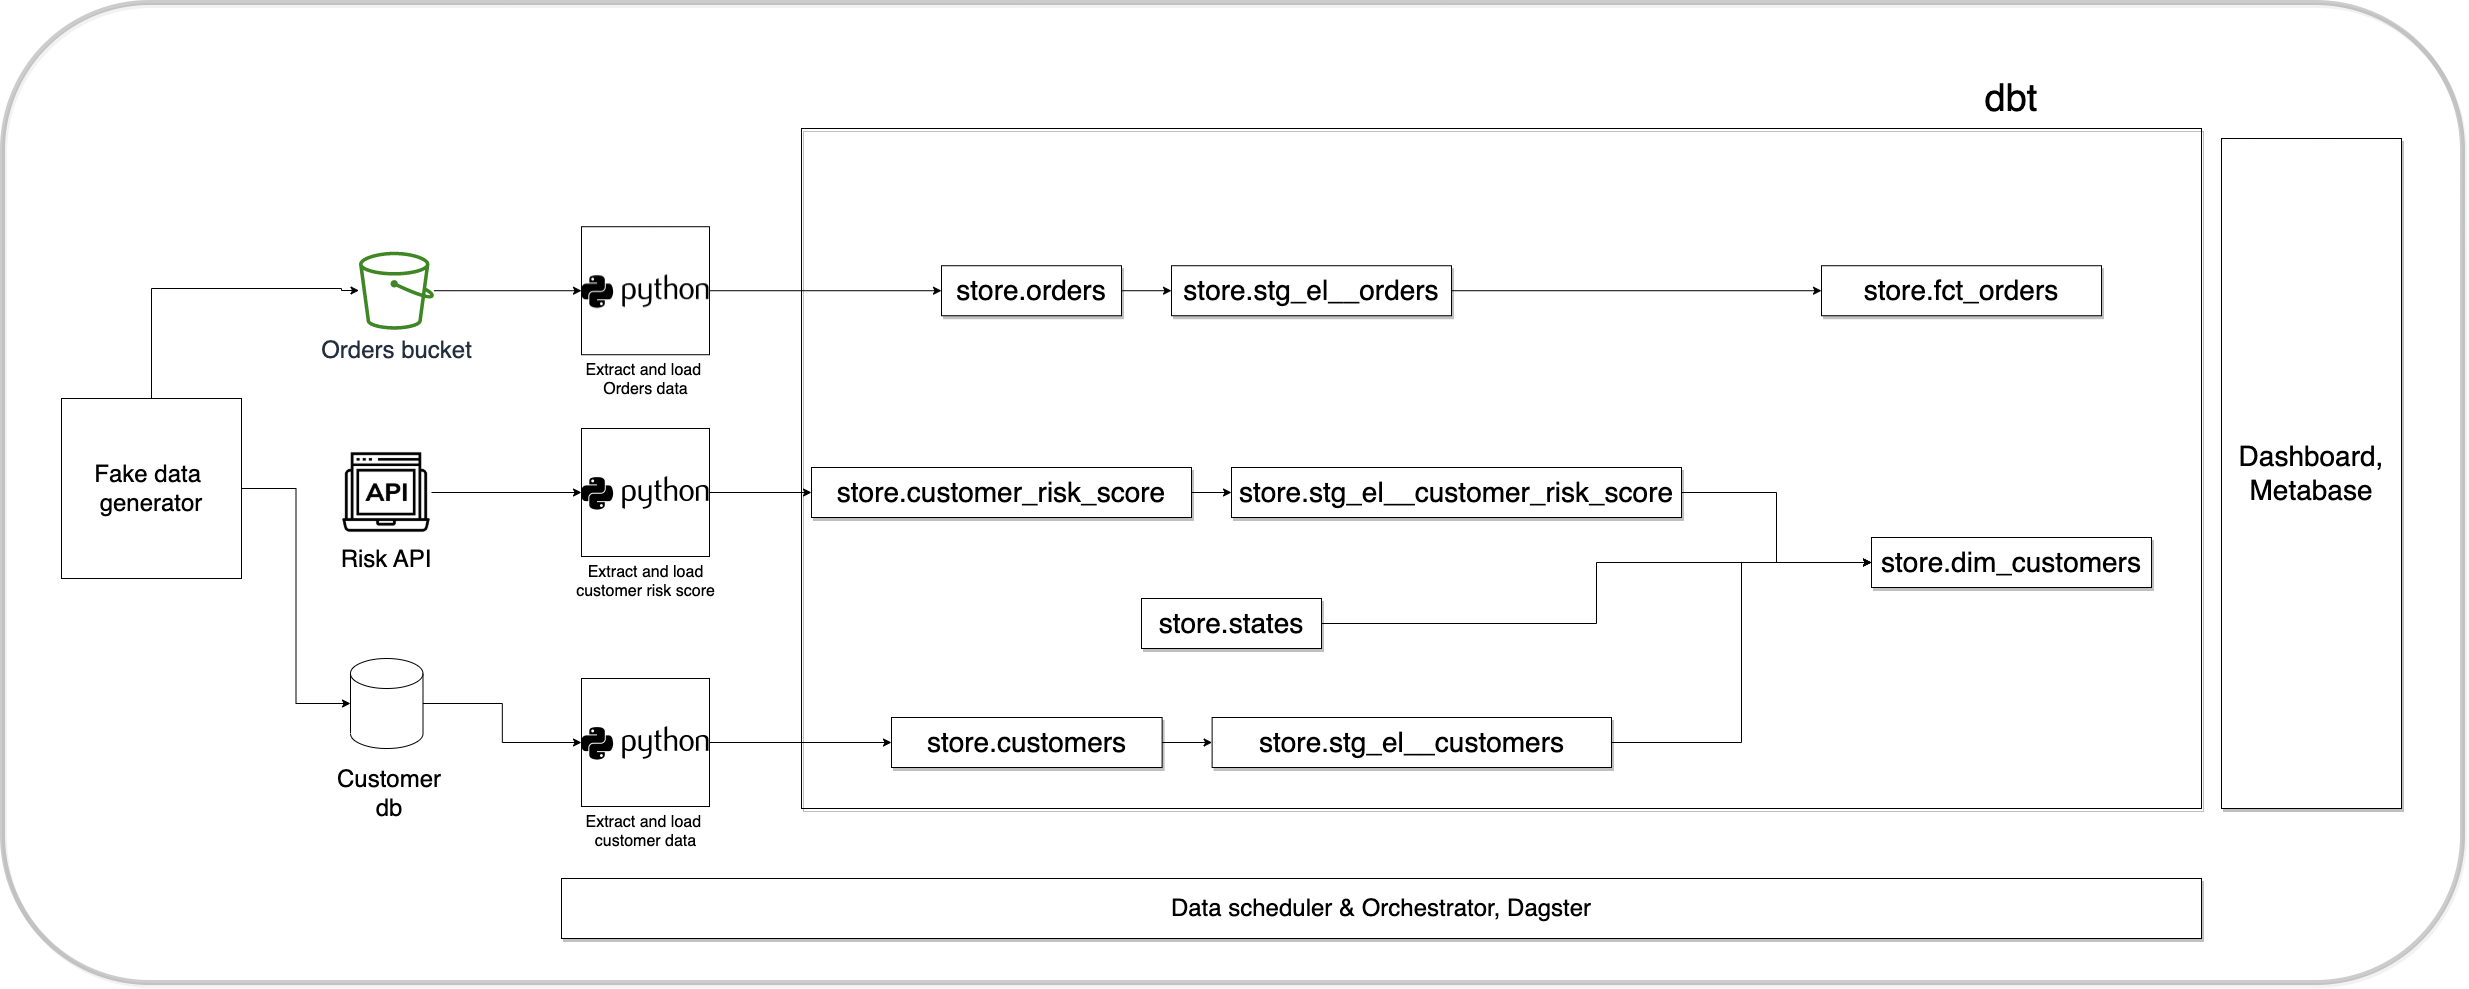 dbt
python
store.orders
store.stg_el__orders
store.fct_orders
Orders bucket
Extract and load
Orders data
Fake data
generator
API
Risk API
python
Extract and load
customer risk score
store.customer_risk_score
store.stg_el__customer_risk_score
Dashboard,
Metabase
store.dim_customers
store.states
Customer
db
python
Extract and load
customer data
store.customers
store.stg_el__customers
Data scheduler & Orchestrator, Dagster